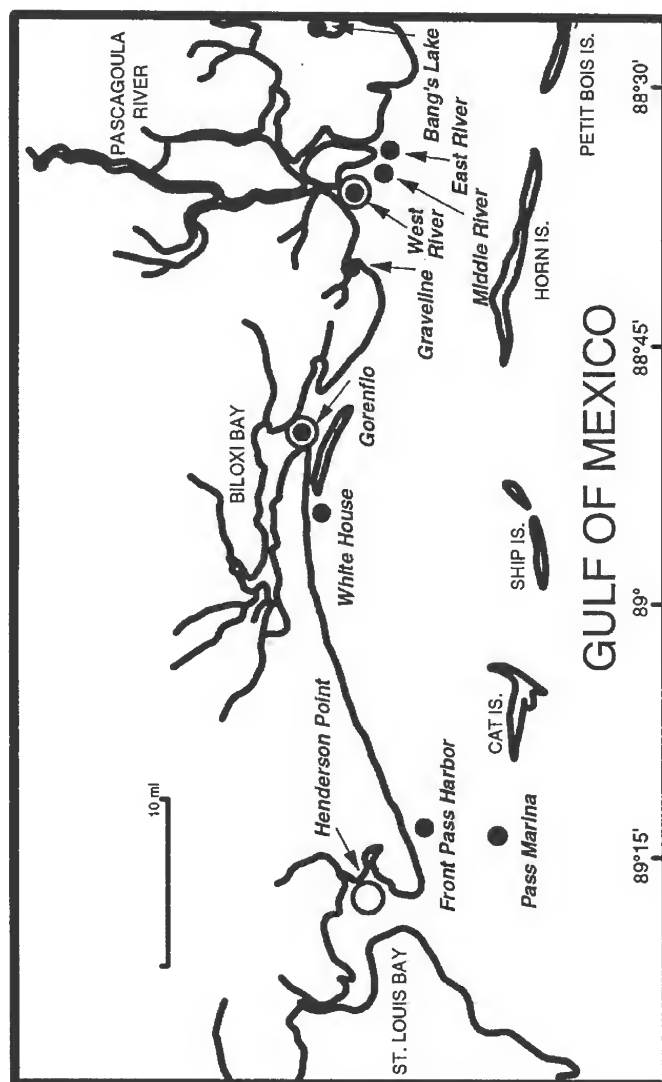 PASCAGOULA
RIVER
BILOXI BAY
10 mi
Henderson Point
ST. LOUIS BAY
White House
Gorenflo
Graveline
West
River
Middle River
East River
Bang's Lake
Front Pass Harbor
Pass Marina
CAT IS.
SHIP IS.
HORN IS.
PETIT BOIS IS.
GULF OF MEXICO
89°15'
89°
88°45'
88°30'